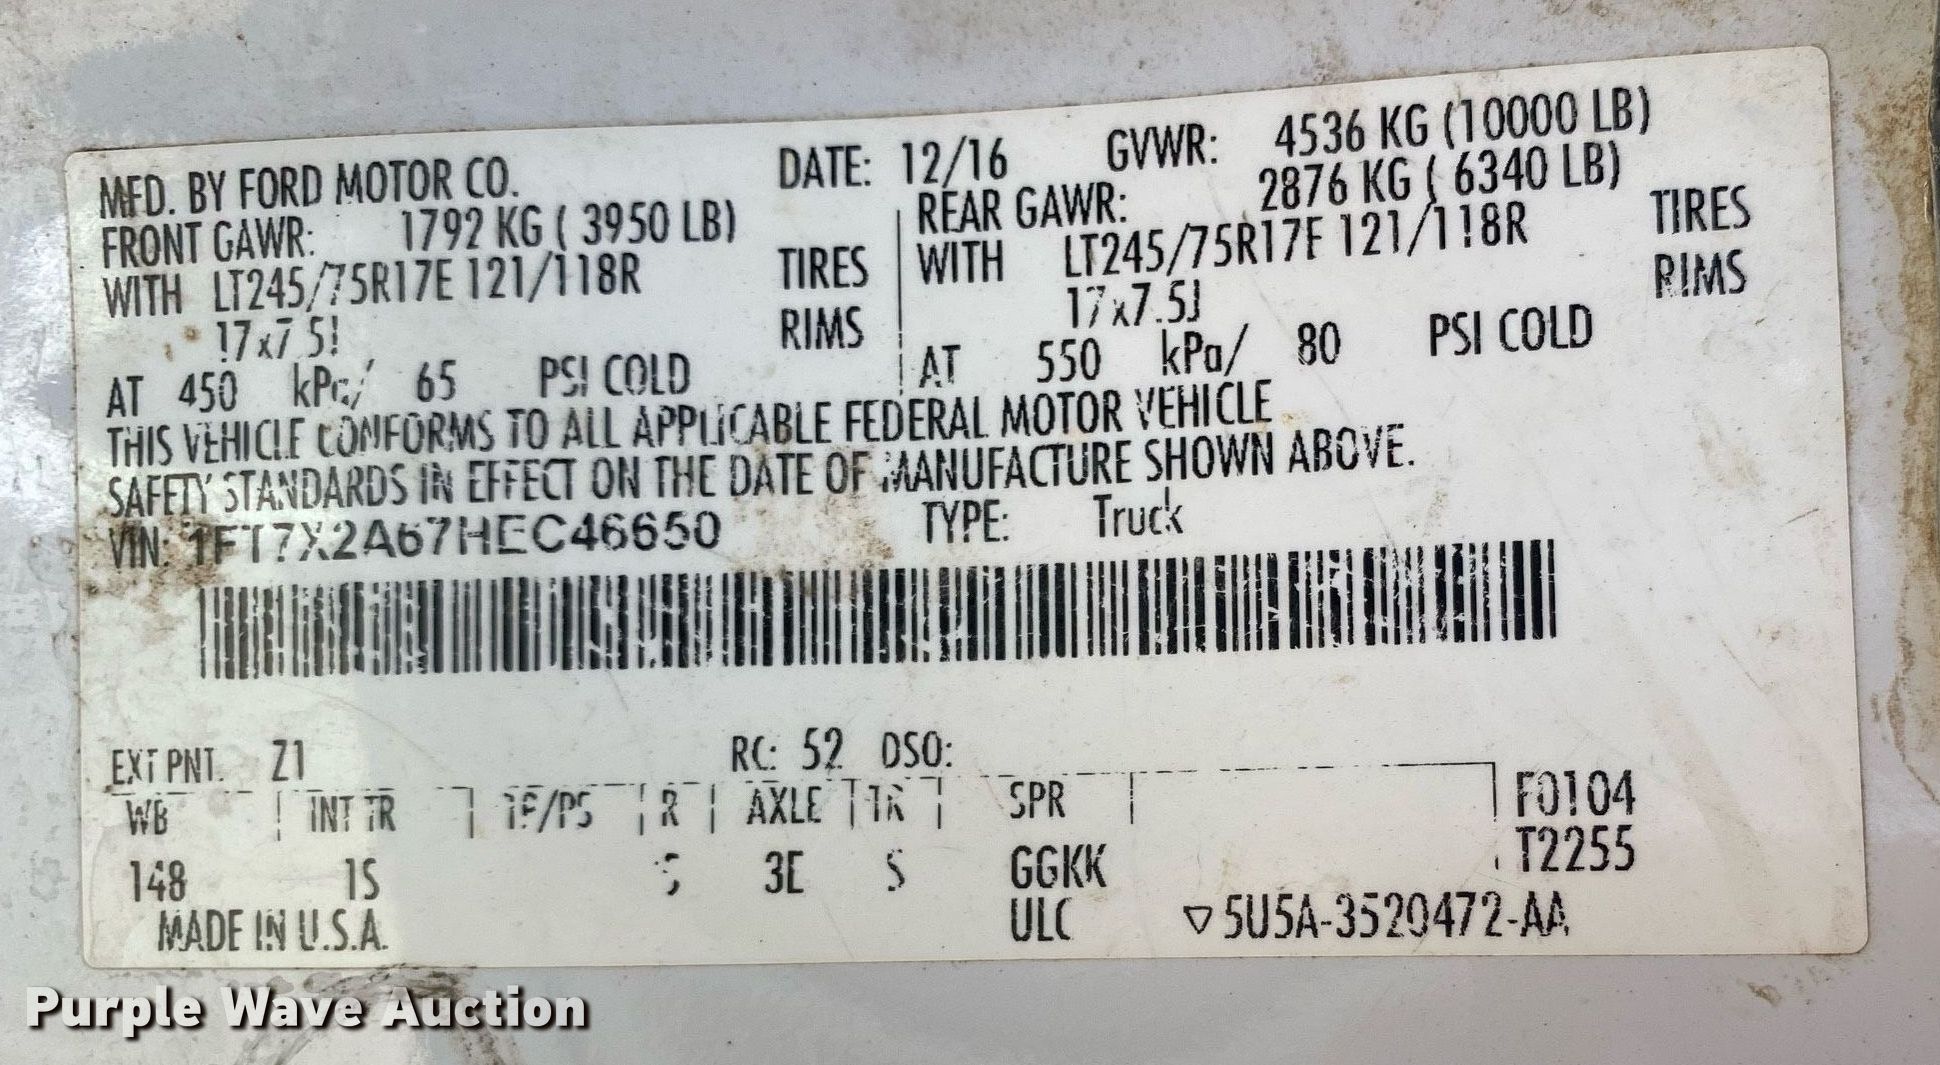 MFD. BY FORD MOTOR CO. DATE: 12/16 GVWR: 4536 KG (10000 LB)
FRONT GAWR: 1792 KG ( 3950 LB) REAR GAWR: 2876 KG ( 6340 LB)
WITH LT245/75R17E 121/118R TIRES WITH LT245/75R17E 121/118R TIRES
17x7.5J RIMS 17x7.5J RIMS
AT 450 kPa/ 65 PSI COLD AT 550 kPa/ 80 PSI COLD
THIS VEHICLE CONFORMS TO ALL APPLICABLE FEDERAL MOTOR VEHICLE
SAFETY STANDARDS IN EFFECT ON THE DATE OF MANUFACTURE SHOWN ABOVE.
VIN: 1FT7X2A67HEC46650 TYPE: Truck
EXT PNT. Z1 RC: 52 DSO:
WB INT TR TP/PS R AXLE TR SPR F0104
T2255
148 1S 3E S GGKK
MADE IN U.S.A. ULC ▽5U5A-3520472-AA
Purple Wave Auction